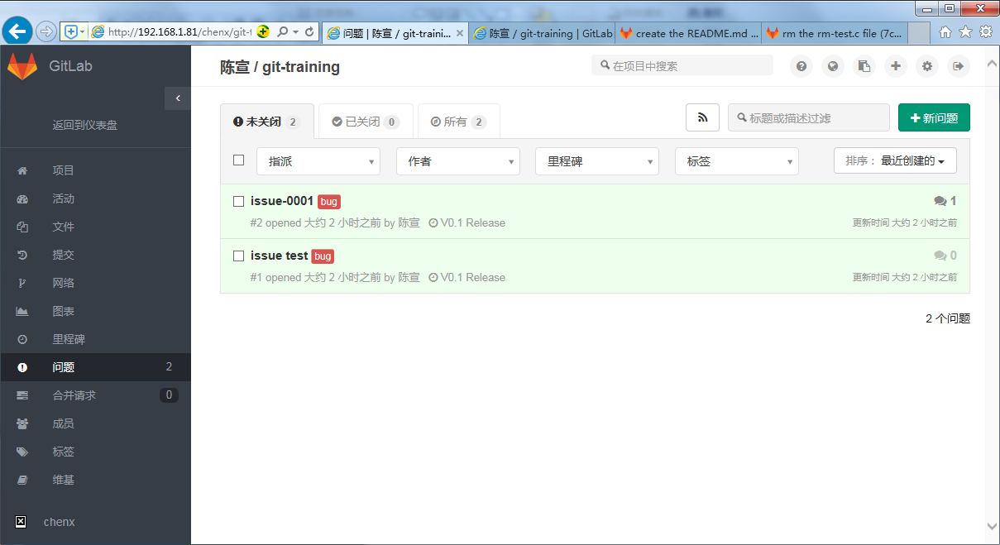 http://192.168.1.81/chenx/git-t
问题 | 陈宣 / git-traini...
陈宣 / git-training | GitLab
create the README.md ...
rm the rm-test.c file (7c...
GitLab
陈宣 / git-training
在项目中搜索
返回到仪表盘
未关闭 2
已关闭 0
所有 2
标题或描述过滤
新问题
指派
作者
里程碑
标签
排序： 最近创建的
issue-0001 bug
1
#2 opened 大约 2 小时之前 by 陈宣 V0.1 Release
更新时间 大约 2 小时之前
issue test bug
0
#1 opened 大约 2 小时之前 by 陈宣 V0.1 Release
更新时间 大约 2 小时之前
2 个问题
项目
活动
文件
提交
网络
图表
里程碑
问题 2
合并请求 0
成员
标签
维基
chenx